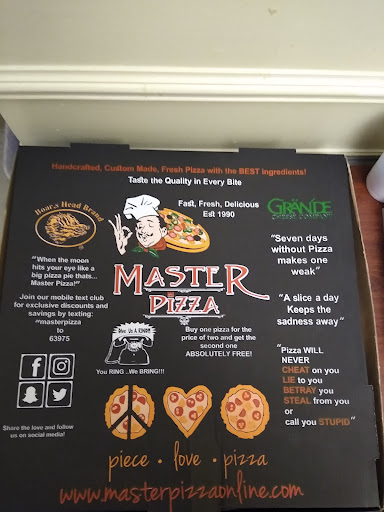 Handcrafted, Custom Made, Fresh Pizza with the BEST Ingredients!
Taste the Quality in Every Bite
Boar's Head Brand
Fast, Fresh, Delicious
Est 1990
GRANDE
CHEESE COMPANY
MASTER
PIZZA
"When the moon
hits your eye like a
big pizza pie thats...
Master Pizza!"
Join our mobile text club
for exclusive discounts and
savings by texting:
"masterpizza
to
63975
Share the love and follow
us on social media!
Give Us A RING!!
You RING ..We BRING!!!
Buy one pizza for the
price of two and get the
second one
ABSOLUTELY FREE!
"Seven days
without Pizza
makes one
weak"
"A slice a day
Keeps the
sadness away"
"Pizza WILL
NEVER
CHEAT on you
LIE to you
BETRAY you
STEAL from you
or
call you STUPID"
piece · love · pizza
www.masterpizzaonline.com